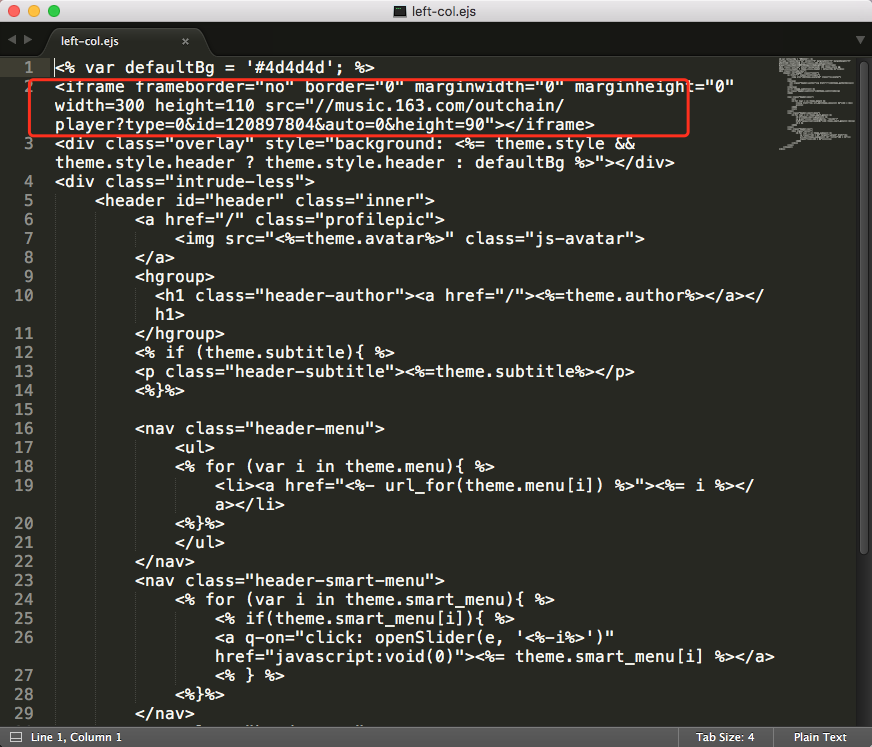 left-col.ejs
left-col.ejs ×
1 <% var defaultBg = '#4d4d4d'; %>
2 <iframe frameborder="no" border="0" marginwidth="0" marginheight="0"
width=300 height=110 src="//music.163.com/outchain/
player?type=0&id=120897804&auto=0&height=90"></iframe>
3 <div class="overlay" style="background: <%= theme.style &&
theme.style.header ? theme.style.header : defaultBg %>"></div>
4 <div class="intrude-less">
5 <header id="header" class="inner">
6 <a href="/" class="profilepic">
7 <img src="<%=theme.avatar%>" class="js-avatar">
8 </a>
9 <hgroup>
10 <h1 class="header-author"><a href="/"><%=theme.author%></a></
h1>
11 </hgroup>
12 <% if (theme.subtitle){ %>
13 <p class="header-subtitle"><%=theme.subtitle%></p>
14 <%}%>
15
16 <nav class="header-menu">
17 <ul>
18 <% for (var i in theme.menu){ %>
19 <li><a href="<%- url_for(theme.menu[i]) %>"><%= i %></
a></li>
20 <%}%>
21 </ul>
22 </nav>
23 <nav class="header-smart-menu">
24 <% for (var i in theme.smart_menu){ %>
25 <% if(theme.smart_menu[i]){ %>
26 <a q-on="click: openSlider(e, '<%-i%>')"
href="javascript:void(0)"><%= theme.smart_menu[i] %></a>
27 <% } %>
28 <%}%>
29 </nav>
Line 1, Column 1
Tab Size: 4
Plain Text